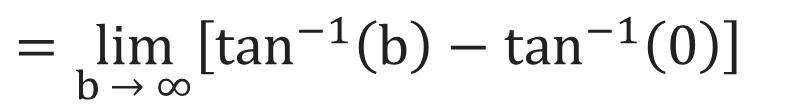 = lim [tan⁻¹(b) − tan⁻¹(0)]
b → ∞